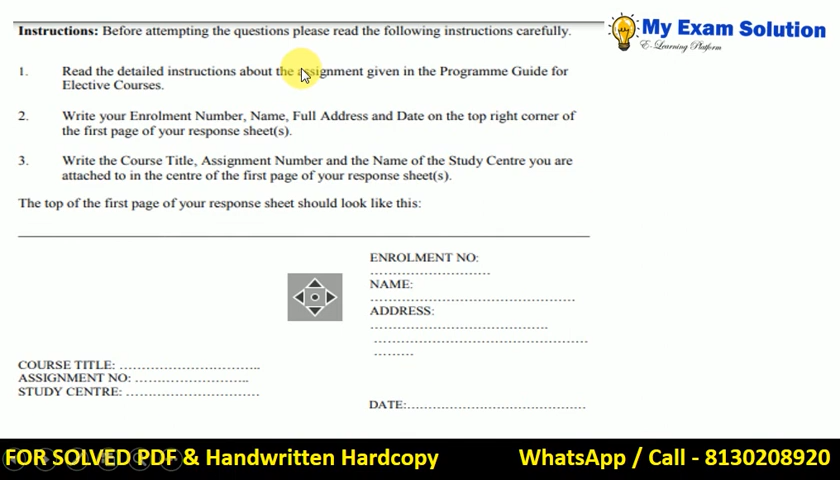 My Exam Solution
E-Learning Platform
Instructions: Before attempting the questions please read the following instructions carefully.
1. Read the detailed instructions about the assignment given in the Programme Guide for
Elective Courses.
2. Write your Enrolment Number, Name, Full Address and Date on the top right corner of
the first page of your response sheet(s).
3. Write the Course Title, Assignment Number and the Name of the Study Centre you are
attached to in the centre of the first page of your response sheet(s).
The top of the first page of your response sheet should look like this:
ENROLMENT NO:
NAME:
ADDRESS:
COURSE TITLE:
ASSIGNMENT NO:
STUDY CENTRE:
DATE:
FOR SOLVED PDF & Handwritten Hardcopy WhatsApp / Call - 8130208920